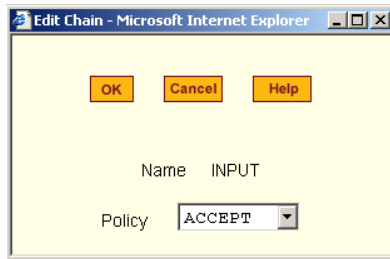 Edit Chain - Microsoft Internet Explorer
OK Cancel Help
Name INPUT
Policy ACCEPT